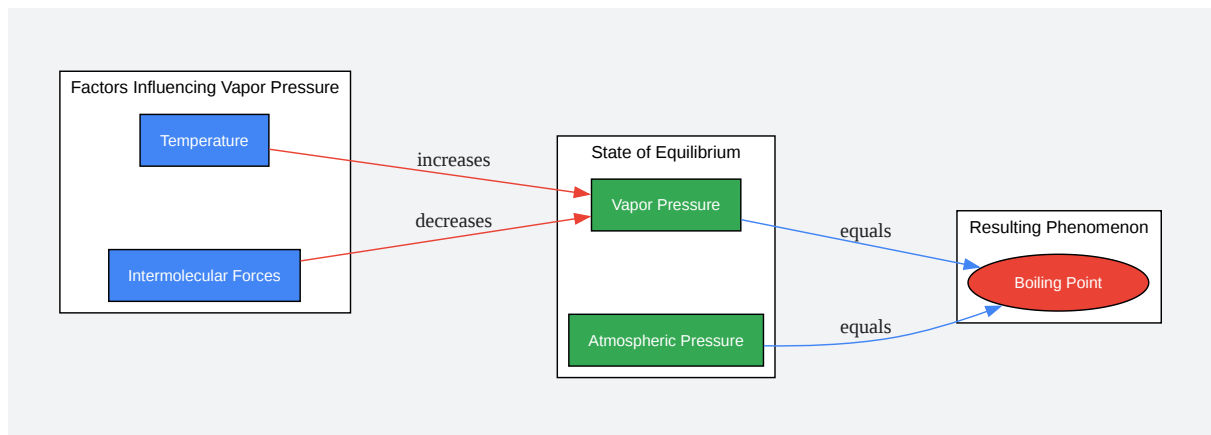 Factors Influencing Vapor Pressure
Temperature
Intermolecular Forces
increases
decreases
State of Equilibrium
Vapor Pressure
Atmospheric Pressure
equals
equals
Resulting Phenomenon
Boiling Point